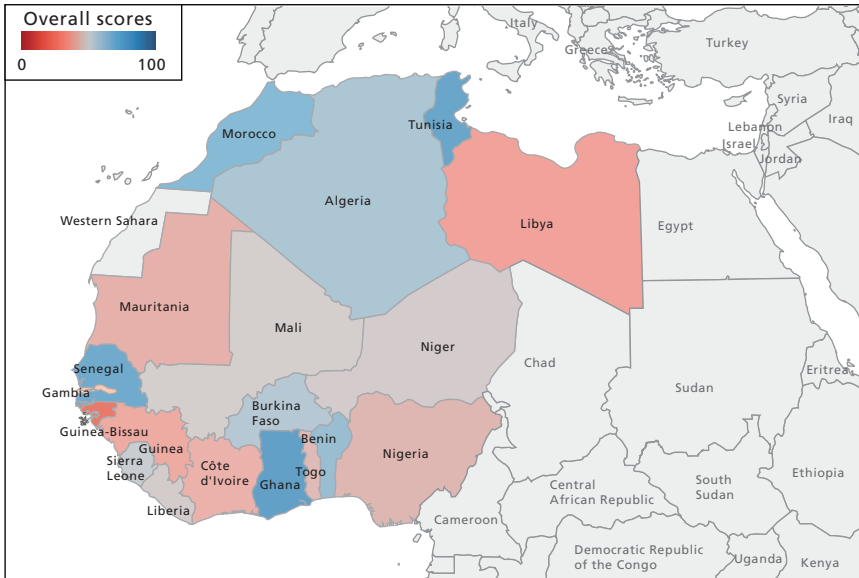 Overall scores
0 100
Italy
Greece
Turkey
Syria
Lebanon
Iraq
Israel
Jordan
Morocco
Tunisia
Algeria
Western Sahara
Libya
Egypt
Mauritania
Mali
Niger
Chad
Sudan
Eritrea
Senegal
Gambia
Burkina
Faso
Guinea-Bissau
Guinea
Benin
Nigeria
Sierra
Leone
Côte
d'Ivoire
Togo
Ghana
Liberia
Central
African Republic
South
Sudan
Ethiopia
Cameroon
Democratic Republic
of the Congo
Uganda
Kenya